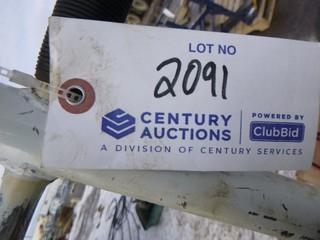 LOT NO
2091
CENTURY AUCTIONS
POWERED BY
ClubBid
A DIVISION OF CENTURY SERVICES